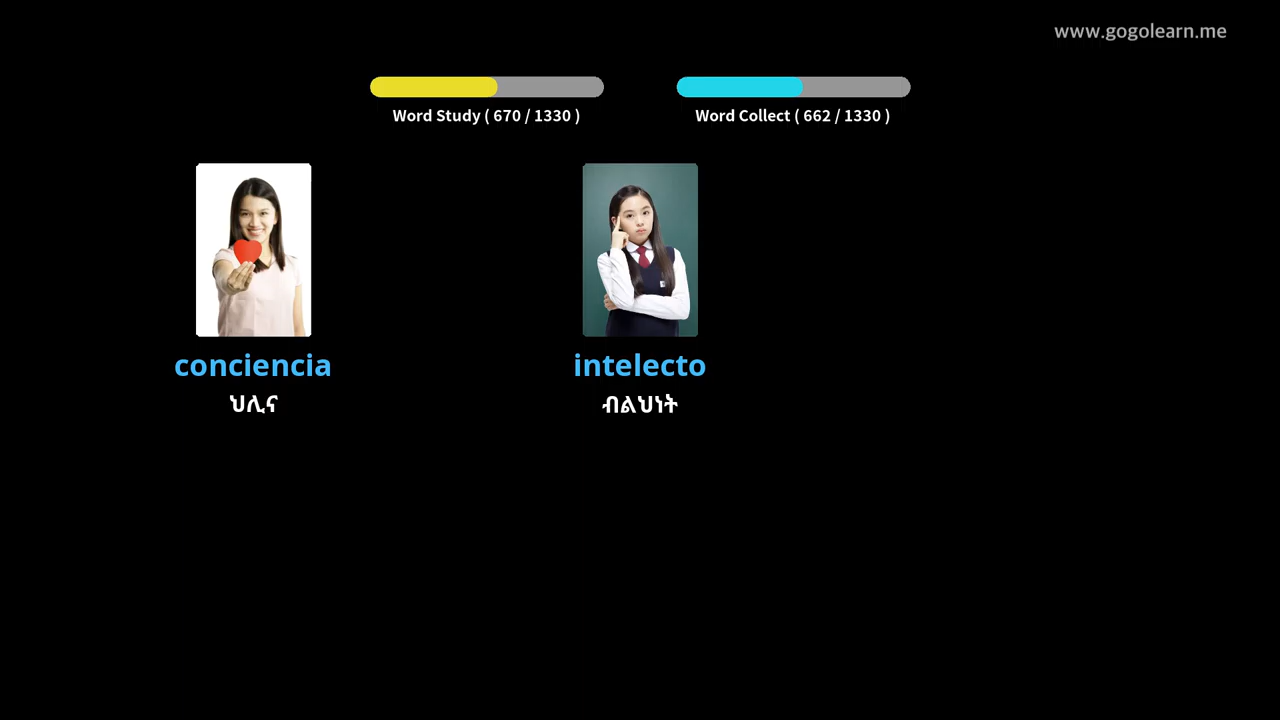 www.gogolearn.me
Word Study ( 670 / 1330 )
Word Collect ( 662 / 1330 )
conciencia
ህሊና
intelecto
ብልህነት